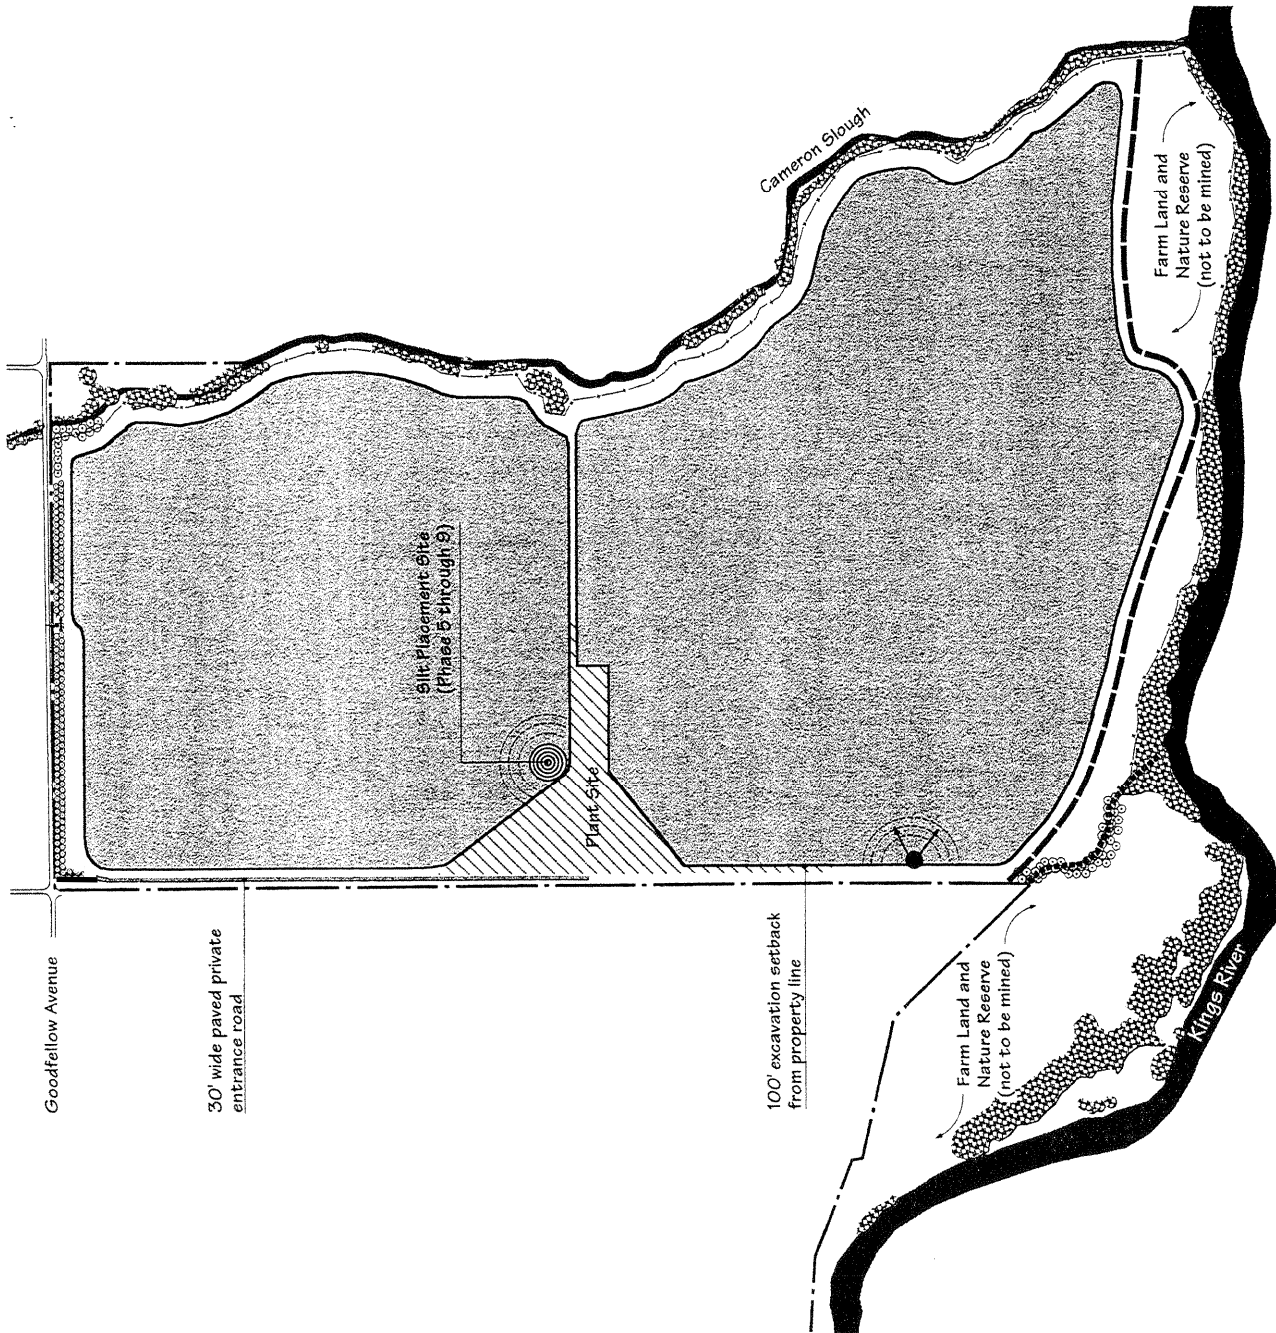 Goodfellow Avenue
30' wide paved private
entrance road
Silt Placement Site
(Phase 5 through 9)
Plant Site
100' excavation setback
from property line
Cameron Slough
Farm Land and
Nature Reserve
(not to be mined)
Farm Land and
Nature Reserve
(not to be mined)
Kings River